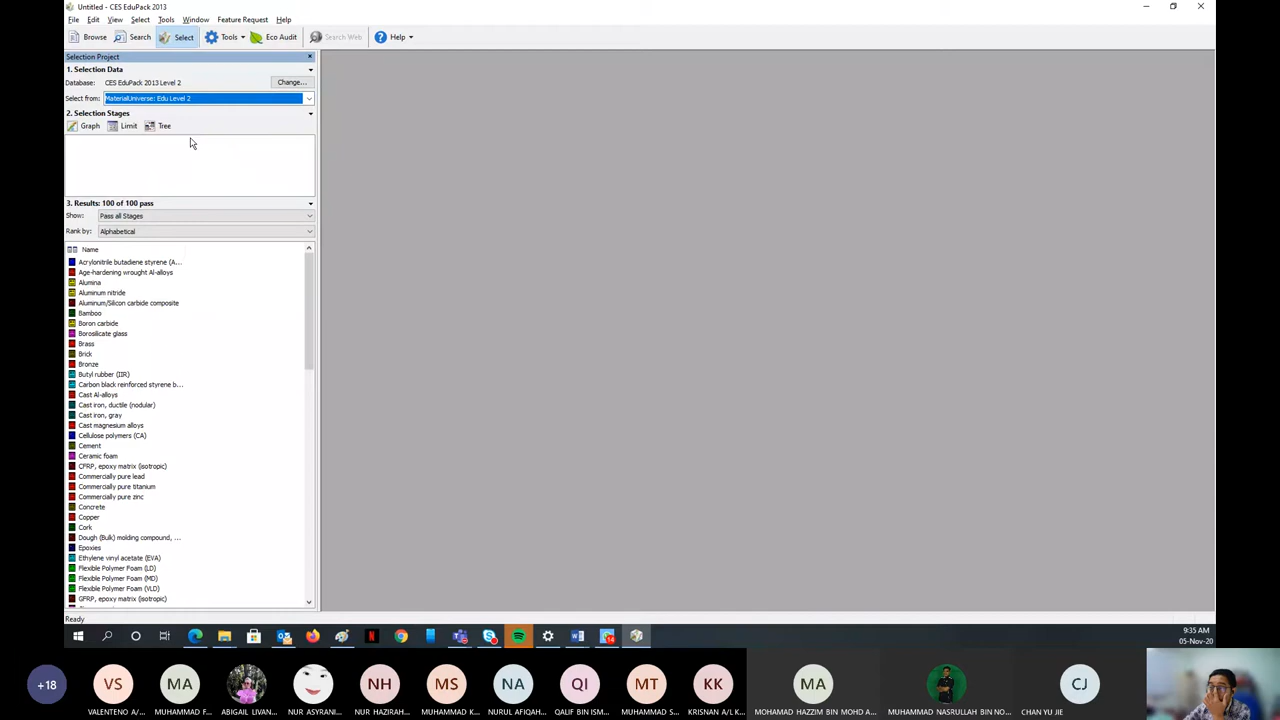 Untitled - CES EduPack 2013
File Edit View Select Tools Window Feature Request Help
Browse Search Select Tools Eco Audit Search Web Help
Selection Project
1. Selection Data
Database: CES EduPack 2013 Level 2 Change...
Select from: MaterialUniverse: Edu Level 2
2. Selection Stages
Graph Limit Tree
3. Results: 100 of 100 pass
Show: Pass all Stages
Rank by: Alphabetical
Name
Acrylonitrile butadiene styrene (A...
Age-hardening wrought Al-alloys
Alumina
Aluminum nitride
Aluminum/Silicon carbide composite
Bamboo
Boron carbide
Borosilicate glass
Brass
Brick
Bronze
Butyl rubber (IIR)
Carbon black reinforced styrene b...
Cast Al-alloys
Cast iron, ductile (nodular)
Cast iron, gray
Cast magnesium alloys
Cellulose polymers (CA)
Cement
Ceramic foam
CFRP, epoxy matrix (isotropic)
Commercially pure lead
Commercially pure titanium
Commercially pure zinc
Concrete
Copper
Cork
Dough (Bulk) molding compound, ...
Epoxies
Ethylene vinyl acetate (EVA)
Flexible Polymer Foam (LD)
Flexible Polymer Foam (MD)
Flexible Polymer Foam (VLD)
GFRP, epoxy matrix (isotropic)
Ready
9:35 AM
05-Nov-20
+18 VS MA NH MS NA QI MT KK MA CJ
VALENTENO A/... MUHAMMAD F... ABIGAIL LIVAN... NUR ASYRANI... NUR HAZIRAH... MUHAMMAD K... NURUL AFIQAH... QALIF BIN ISM... MUHAMMAD S... KRISNAN A/L K... MOHAMAD HAZZIM BIN MOHD A... MUHAMMAD NASRULLAH BIN NO... CHAN YU JIE